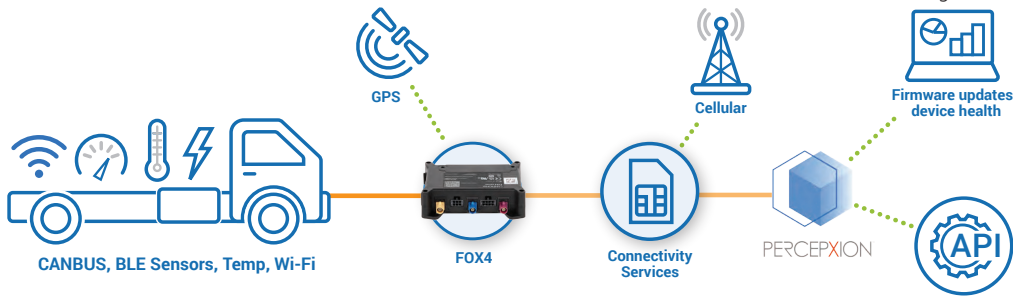 GPS
Cellular
Firmware updates
device health
CANBUS, BLE Sensors, Temp, Wi-Fi
FOX4
Connectivity
Services
PERCEPXION
API